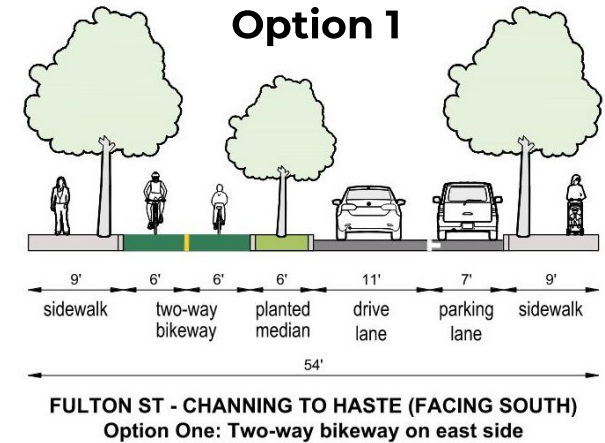 Option 1
9' 6' 6' 6' 11' 7' 9'
sidewalk two-way planted drive parking sidewalk
bikeway median lane lane
54'
FULTON ST - CHANNING TO HASTE (FACING SOUTH)
Option One: Two-way bikeway on east side